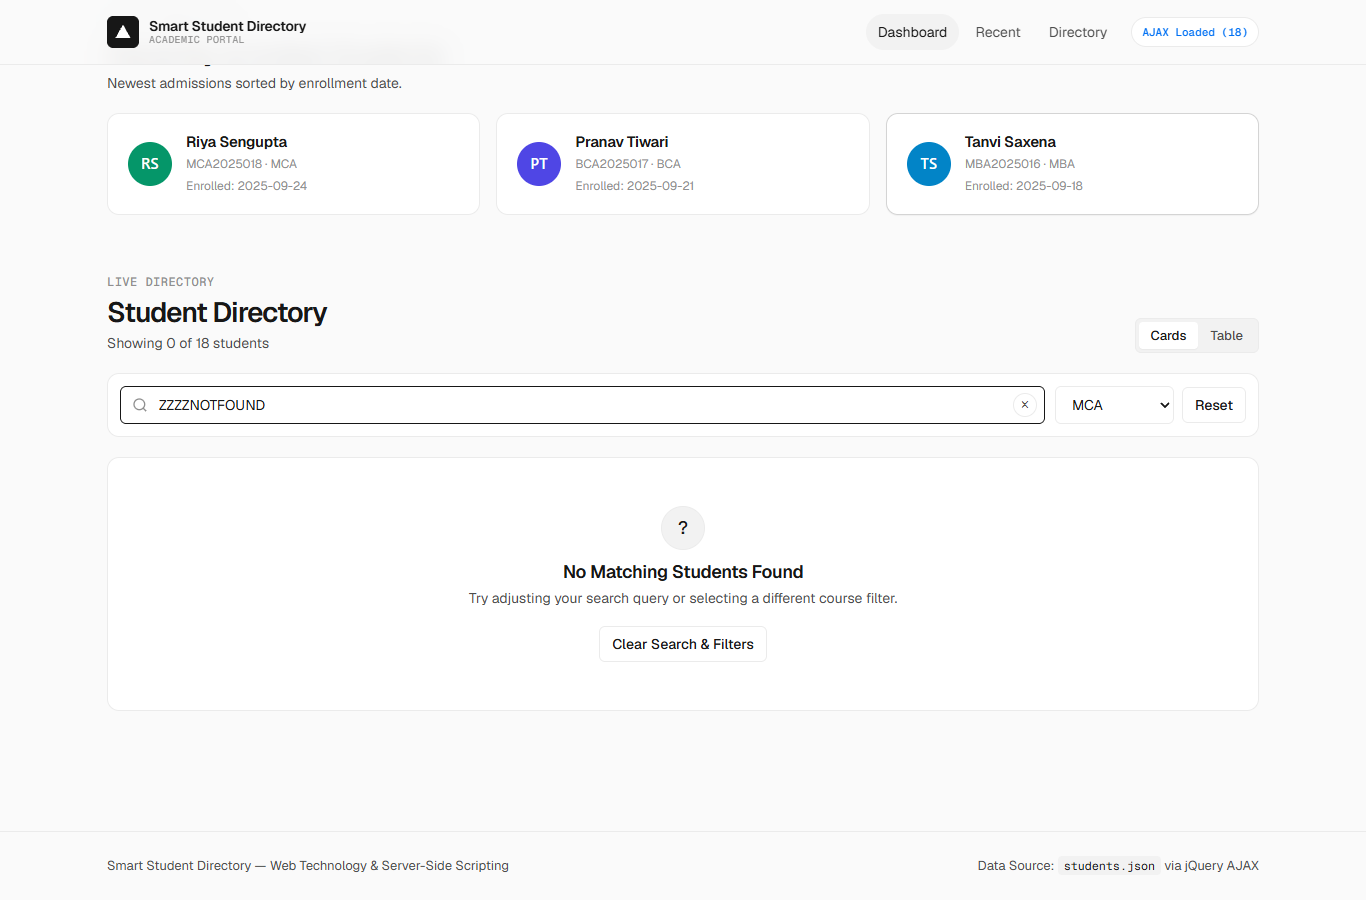 Smart Student Directory
ACADEMIC PORTAL
Dashboard
Recent
Directory
AJAX Loaded (18)
Newest admissions sorted by enrollment date.
RS
Riya Sengupta
MCA2025018 · MCA
Enrolled: 2025-09-24
PT
Pranav Tiwari
BCA2025017 · BCA
Enrolled: 2025-09-21
TS
Tanvi Saxena
MBA2025016 · MBA
Enrolled: 2025-09-18
LIVE DIRECTORY
Student Directory
Showing 0 of 18 students
Cards
Table
ZZZZNOTFOUND
×
MCA
Reset
?
No Matching Students Found
Try adjusting your search query or selecting a different course filter.
Clear Search & Filters
Smart Student Directory — Web Technology & Server-Side Scripting
Data Source: students.json via jQuery AJAX